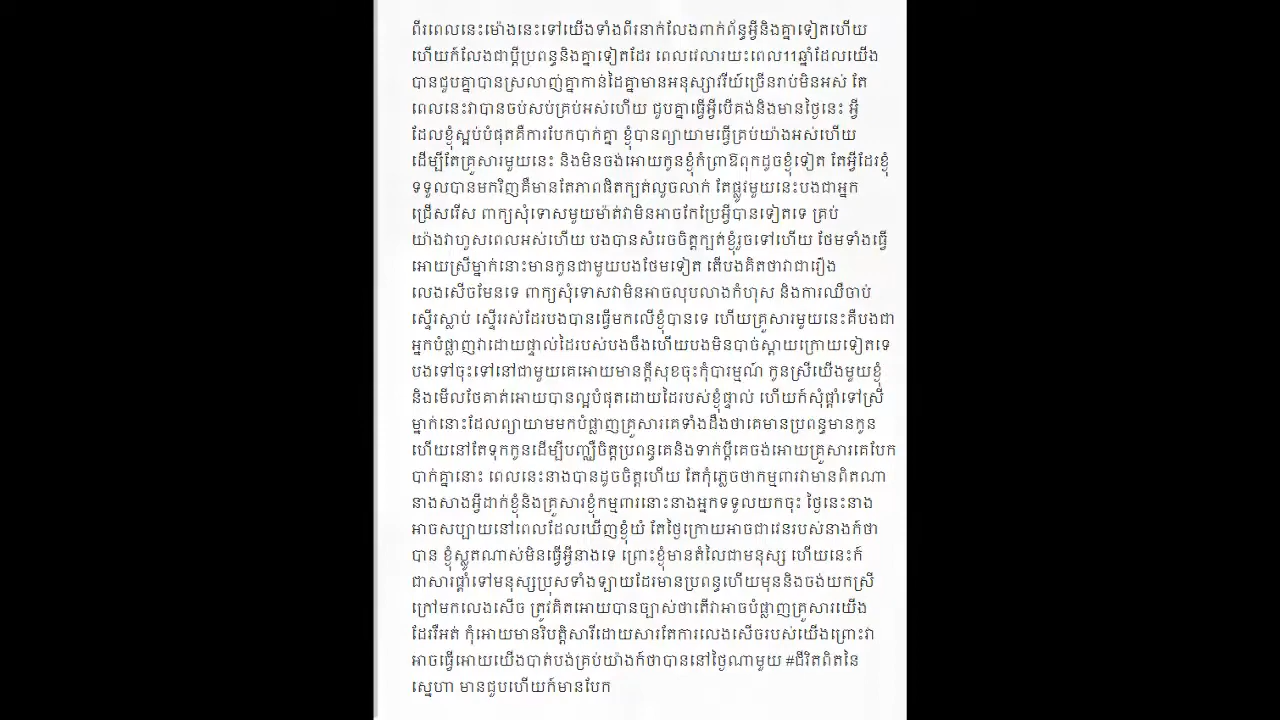 ពីរពេលនេះម៉ោងនេះទៅយើងទាំងពីរនាក់លែងពាក់ព័ន្ធអ្វីនិងគ្នាទៀតហើយ
ហើយក៍លែងជាប្ដីប្រពន្ធនិងគ្នាទៀតដែរ ពេលវេលារយះពេល11ឆ្នាំដែលយើង
បានជួបគ្នាបានស្រលាញ់គ្នាកាន់ដៃគ្នាមានអនុស្សាវរីយ៍ច្រើនរាប់មិនអស់ តែ
ពេលនេះវាបានចប់សប់គ្រប់អស់ហើយ ជួបគ្នាធ្វើអ្វីបើគង់និងមានថ្ងៃនេះ អ្វី
ដែលខ្ញុំស្អប់បំផុតគឺការបែកបាក់គ្នា ខ្ញុំបានព្យាយាមធ្វើគ្រប់យ៉ាងអស់ហើយ
ដើម្បីតែគ្រួសារមួយនេះ និងមិនចង់អោយកូនខ្ញុំកំព្រាឱពុកដូចខ្ញុំទៀត តែអ្វីដែរខ្ញុំ
ទទួលបានមកវិញគឺមានតែភាពផិតក្បត់លួចលាក់ តែផ្លូវមួយនេះបងជាអ្នក
ជ្រើសរើស ពាក្យសុំទោសមួយម៉ាត់វាមិនអាចកែប្រែអ្វីបានទៀតទេ គ្រប់
យ៉ាងវាហួសពេលអស់ហើយ បងបានសំរេចចិត្តក្បត់ខ្ញុំរួចទៅហើយ ថែមទាំងធ្វើ
អោយស្រីម្នាក់នោះមានកូនជាមួយបងថែមទៀត តើបងគិតថាវាជារឿង
លេងសើចមែនទេ ពាក្យសុំទោសវាមិនអាចលុបលាងកំហុស និងការឈឺចាប់
ស្ទើរស្លាប់ ស្ទើររស់ដែរបងបានធ្វើមកលើខ្ញុំបានទេ ហើយគ្រួសារមួយនេះគឺបងជា
អ្នកបំផ្លាញវាដោយផ្ទាល់ដៃរបស់បងចឹងហើយបងមិនបាច់ស្ដាយក្រោយទៀតទេ
បងទៅចុះទៅនៅជាមួយគេអោយមានក្ដីសុខចុះកុំបារម្មណ៍ កូនស្រីយើងមួយខ្ញុំ
និងមើលថែគាត់អោយបានល្អបំផុតដោយដៃរបស់ខ្ញុំផ្ទាល់ ហើយក៍សុំផ្ដាំទៅស្រី
ម្នាក់នោះដែលព្យាយាមមកបំផ្លាញគ្រួសារគេទាំងដឹងថាគេមានប្រពន្ធមានកូន
ហើយនៅតែទុកកូនដើម្បីបញ្ឈឺចិត្តប្រពន្ធគេនិងទាក់ប្ដីគេចង់អោយគ្រួសារគេបែក
បាក់គ្នានោះ ពេលនេះនាងបានដូចចិត្តហើយ តែកុំភ្លេចថាកម្មពារវាមានពិតណា
នាងសាងអ្វីដាក់ខ្ញុំនិងគ្រួសារខ្ញុំកម្មពារនោះនាងអ្នកទទួលយកចុះ ថ្ងៃនេះនាង
អាចសប្បាយនៅពេលដែលឃើញខ្ញុំយំ តែថ្ងៃក្រោយអាចជាវេនរបស់នាងក៍ថា
បាន ខ្ញុំស្លូតណាស់មិនធ្វើអ្វីនាងទេ ព្រោះខ្ញុំមានតំលៃជាមនុស្ស ហើយនេះក៍
ជាសារផ្ដាំទៅមនុស្សប្រុសទាំងឡាយដែរមានប្រពន្ធហើយមុននិងចង់យកស្រី
ក្រៅមកលេងសើច ត្រូវគិតអោយបានច្បាស់ថាតើវាអាចបំផ្លាញគ្រួសារយើង
ដែររឺអត់ កុំអោយមានវិបត្តិសារីដោយសារតែការលេងសើចរបស់យើងព្រោះវា
អាចធ្វើអោយយើងបាត់បង់គ្រប់យ៉ាងក៍ថាបាននៅថ្ងៃណាមួយ #ជីរិតពិតនៃ
ស្នេហា មានជួបហើយក៍មានបែក